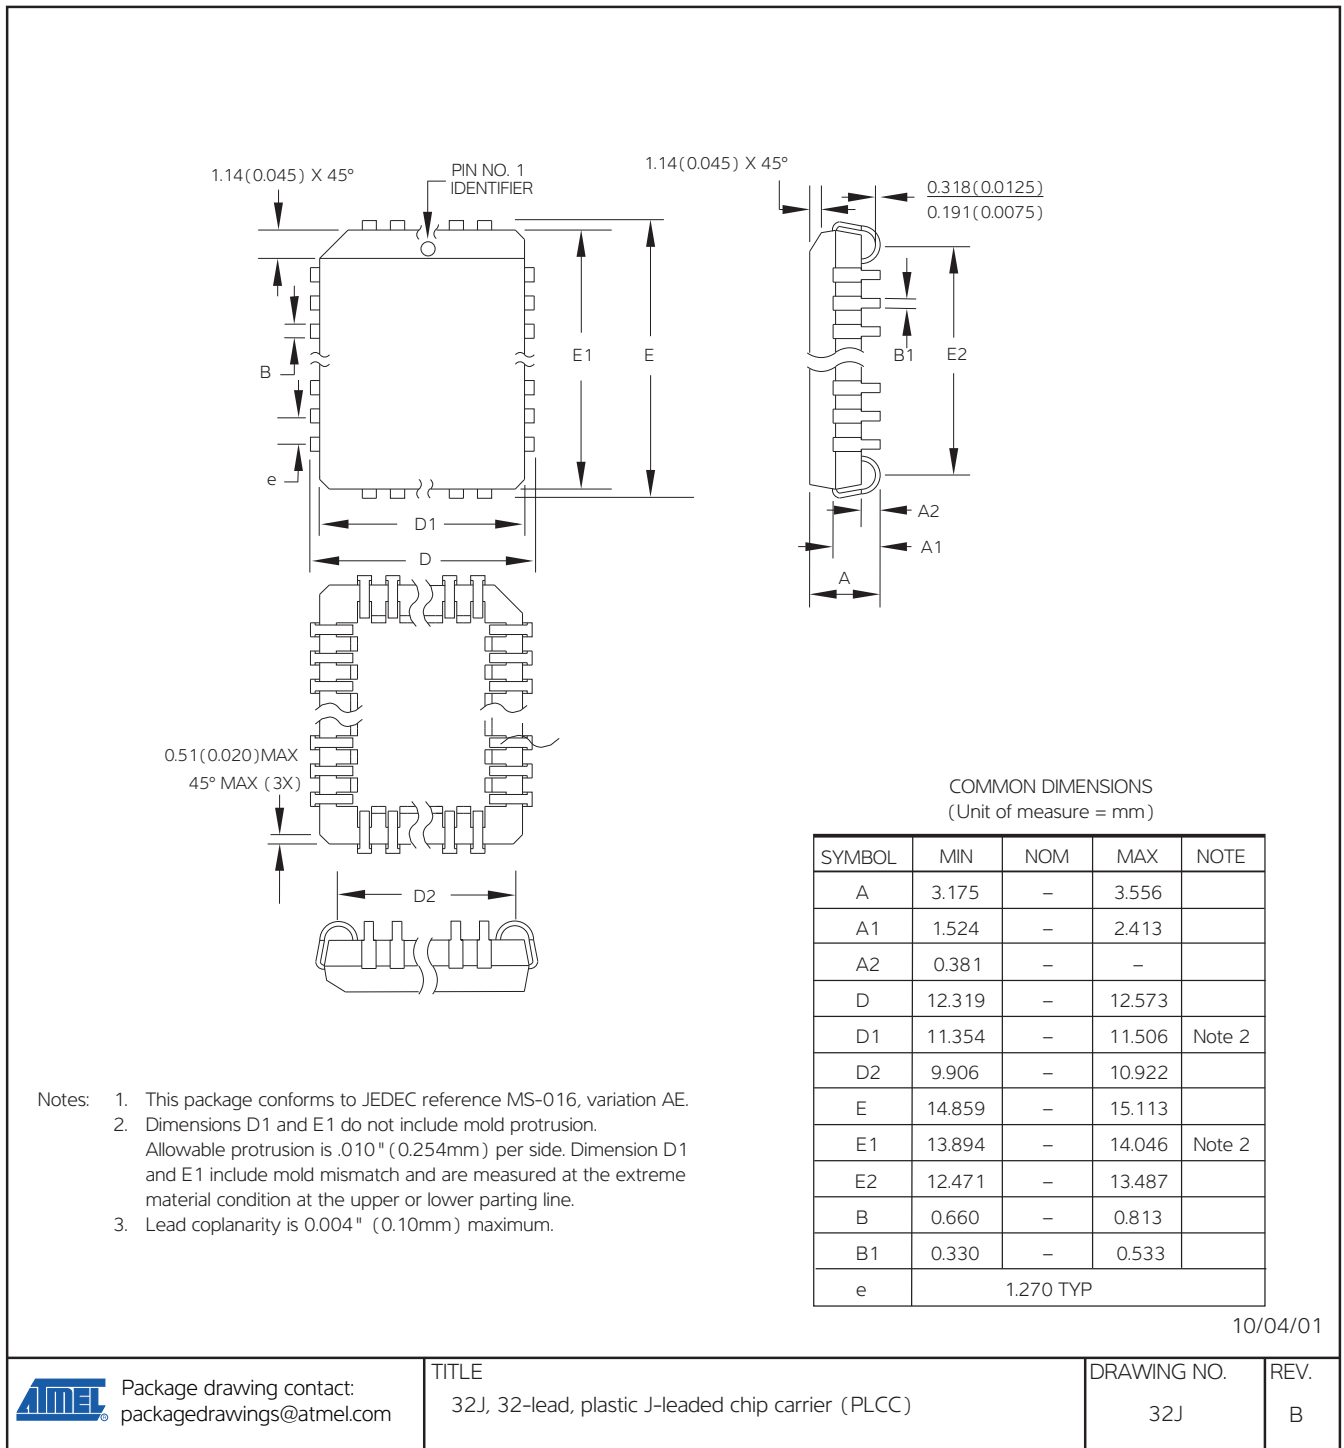 1.14(0.045) X 45°
PIN NO. 1
IDENTIFIER
1.14(0.045) X 45°
0.318(0.0125)
0.191(0.0075)
B
e
E1
E
B1
E2
D1
D
A2
A1
A
0.51(0.020)MAX
45° MAX (3X)
D2
COMMON DIMENSIONS
(Unit of measure = mm)
SYMBOL MIN NOM MAX NOTE
A 3.175 – 3.556
A1 1.524 – 2.413
A2 0.381 – –
D 12.319 – 12.573
D1 11.354 – 11.506 Note 2
D2 9.906 – 10.922
E 14.859 – 15.113
E1 13.894 – 14.046 Note 2
E2 12.471 – 13.487
B 0.660 – 0.813
B1 0.330 – 0.533
e 1.270 TYP
Notes: 1. This package conforms to JEDEC reference MS-016, variation AE.
2. Dimensions D1 and E1 do not include mold protrusion.
Allowable protrusion is .010"(0.254mm) per side. Dimension D1
and E1 include mold mismatch and are measured at the extreme
material condition at the upper or lower parting line.
3. Lead coplanarity is 0.004" (0.10mm) maximum.
10/04/01
ATMEL ®
Package drawing contact:
packagedrawings@atmel.com
TITLE
32J, 32-lead, plastic J-leaded chip carrier (PLCC)
DRAWING NO.
32J
REV.
B